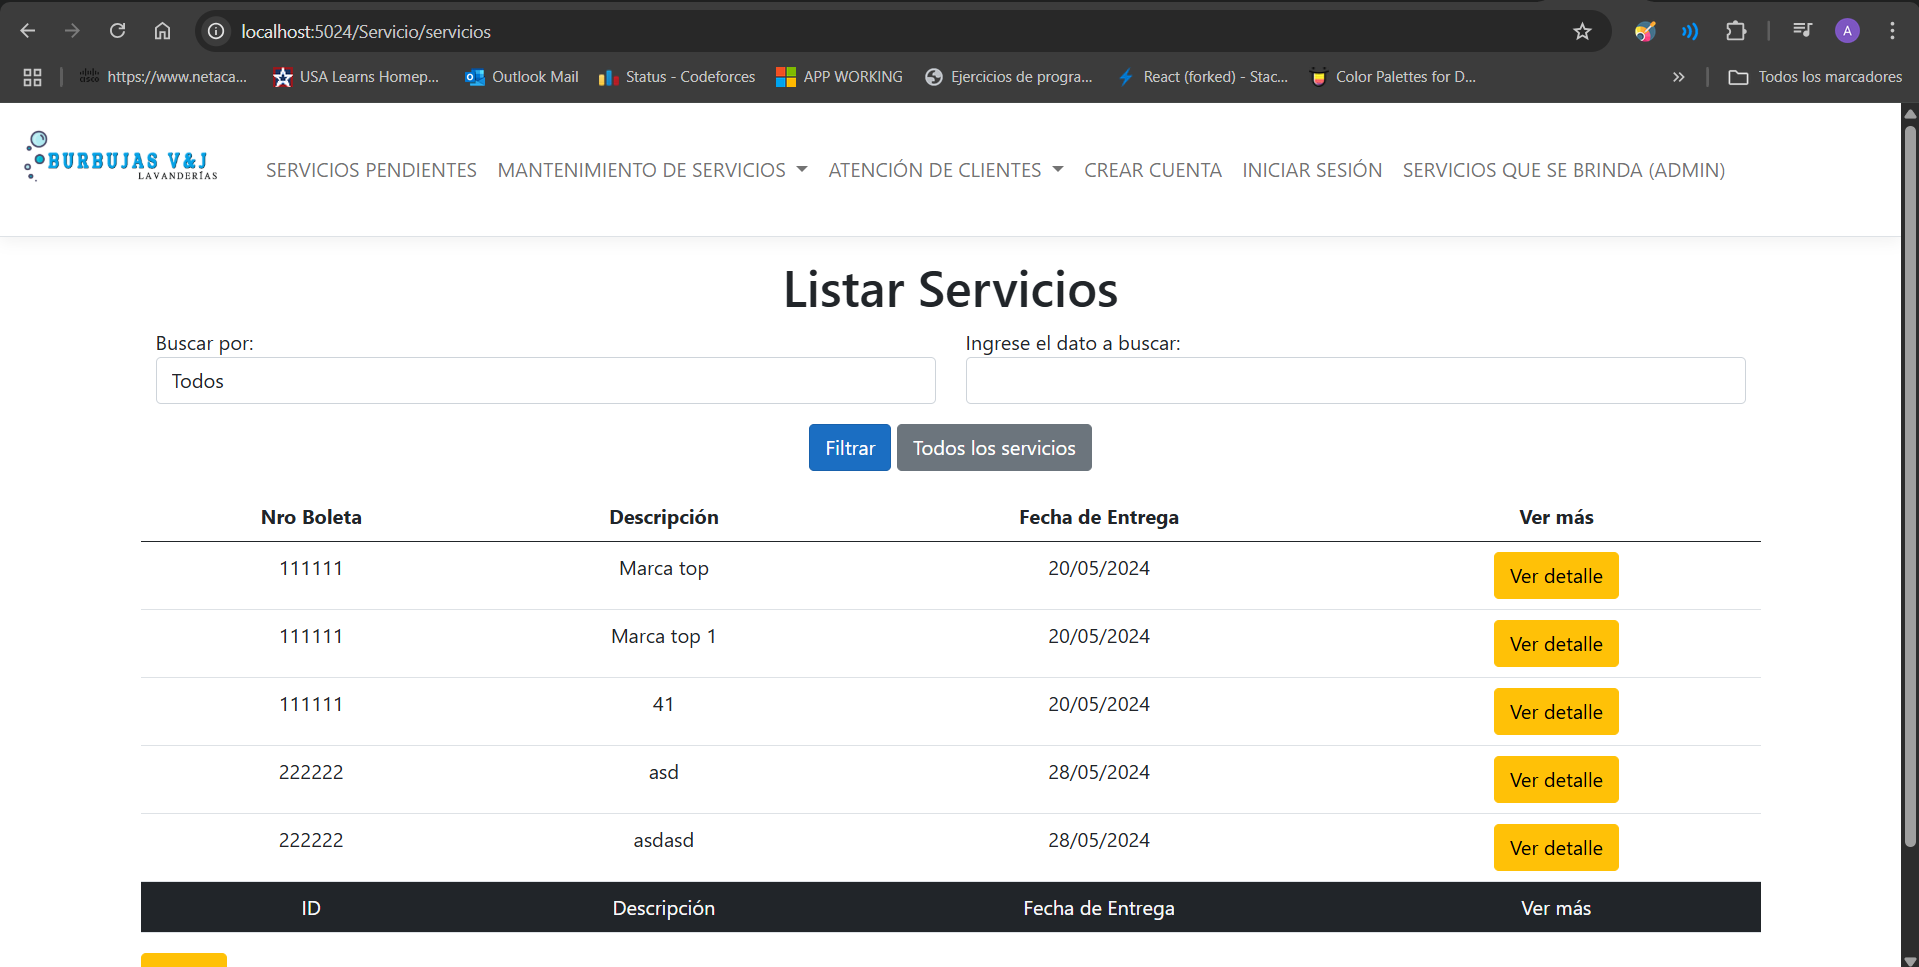 localhost:5024/Servicio/servicios
A
https://www.netaca...
USA Learns Homep...
Outlook Mail
Status - Codeforces
APP WORKING
Ejercicios de progra...
React (forked) - Stac...
Color Palettes for D...
»
Todos los marcadores
BURBUJAS V&J
LAVANDERÍAS
SERVICIOS PENDIENTES
MANTENIMIENTO DE SERVICIOS
ATENCIÓN DE CLIENTES
CREAR CUENTA
INICIAR SESIÓN
SERVICIOS QUE SE BRINDA (ADMIN)
Listar Servicios
Buscar por:
Ingrese el dato a buscar:
Todos
Filtrar
Todos los servicios
Nro Boleta Descripción Fecha de Entrega Ver más
111111 Marca top 20/05/2024 Ver detalle
111111 Marca top 1 20/05/2024 Ver detalle
111111 41 20/05/2024 Ver detalle
222222 asd 28/05/2024 Ver detalle
222222 asdasd 28/05/2024 Ver detalle
ID Descripción Fecha de Entrega Ver más